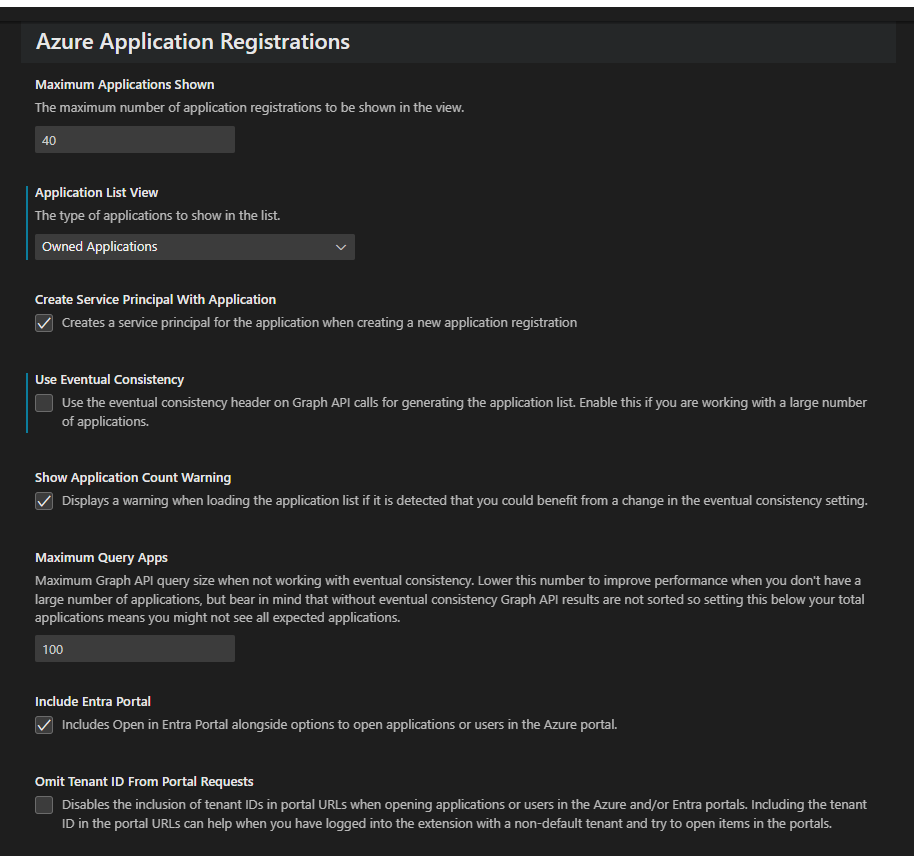 Azure Application Registrations
Maximum Applications Shown
The maximum number of application registrations to be shown in the view.
40
Application List View
The type of applications to show in the list.
Owned Applications
Create Service Principal With Application
Creates a service principal for the application when creating a new application registration
Use Eventual Consistency
Use the eventual consistency header on Graph API calls for generating the application list. Enable this if you are working with a large number
of applications.
Show Application Count Warning
Displays a warning when loading the application list if it is detected that you could benefit from a change in the eventual consistency setting.
Maximum Query Apps
Maximum Graph API query size when not working with eventual consistency. Lower this number to improve performance when you don't have a
large number of applications, but bear in mind that without eventual consistency Graph API results are not sorted so setting this below your total
applications means you might not see all expected applications.
100
Include Entra Portal
Includes Open in Entra Portal alongside options to open applications or users in the Azure portal.
Omit Tenant ID From Portal Requests
Disables the inclusion of tenant IDs in portal URLs when opening applications or users in the Azure and/or Entra portals. Including the tenant
ID in the portal URLs can help when you have logged into the extension with a non-default tenant and try to open items in the portals.